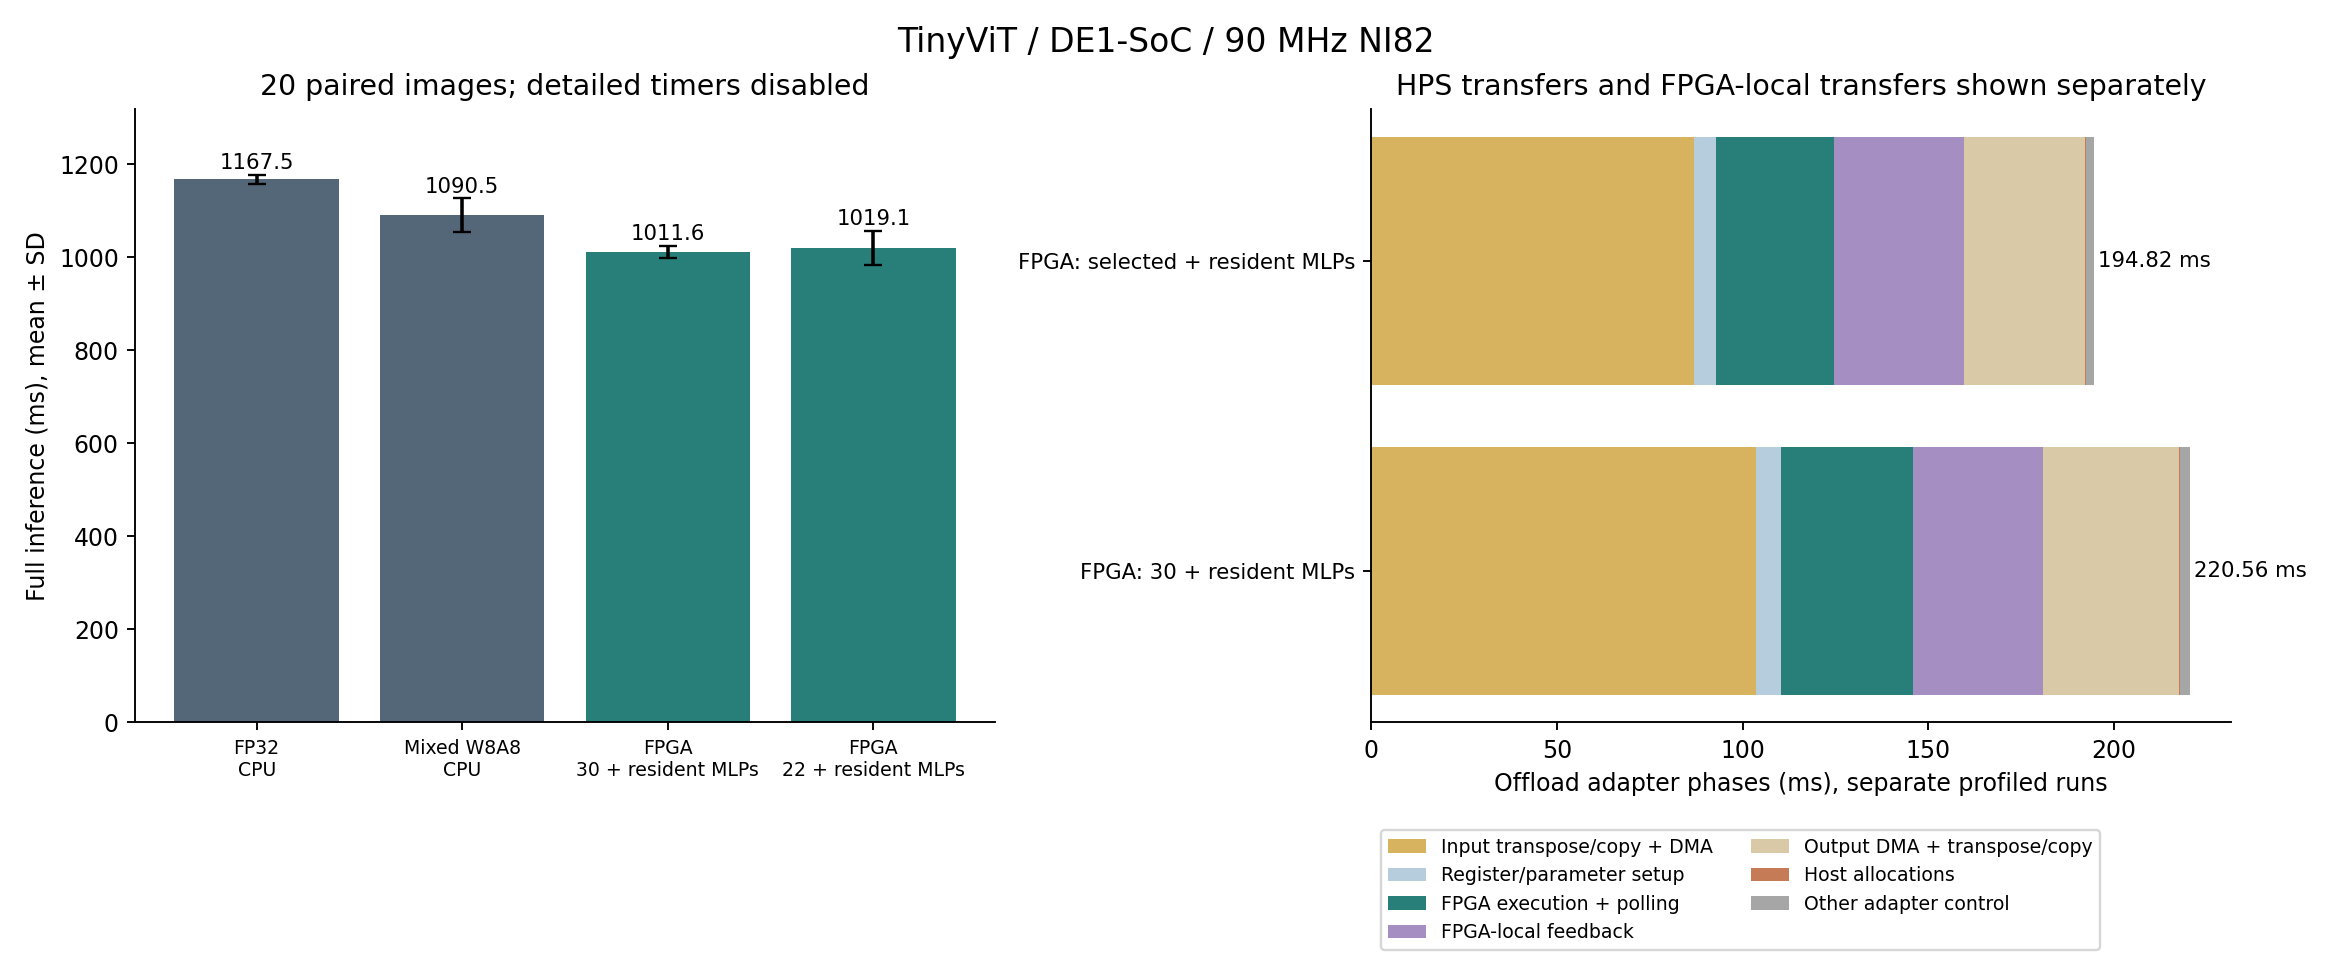 TinyViT / DE1-SoC / 90 MHz NI82
20 paired images; detailed timers disabled
Full inference (ms), mean ± SD
1200
1000
800
600
400
200
0
1167.5
1090.5
1011.6
1019.1
FP32
CPU
Mixed W8A8
CPU
FPGA
30 + resident MLPs
FPGA
22 + resident MLPs
HPS transfers and FPGA-local transfers shown separately
FPGA: selected + resident MLPs
194.82 ms
FPGA: 30 + resident MLPs
220.56 ms
0
50
100
150
200
Offload adapter phases (ms), separate profiled runs
Input transpose/copy + DMA
Register/parameter setup
FPGA execution + polling
FPGA-local feedback
Output DMA + transpose/copy
Host allocations
Other adapter control